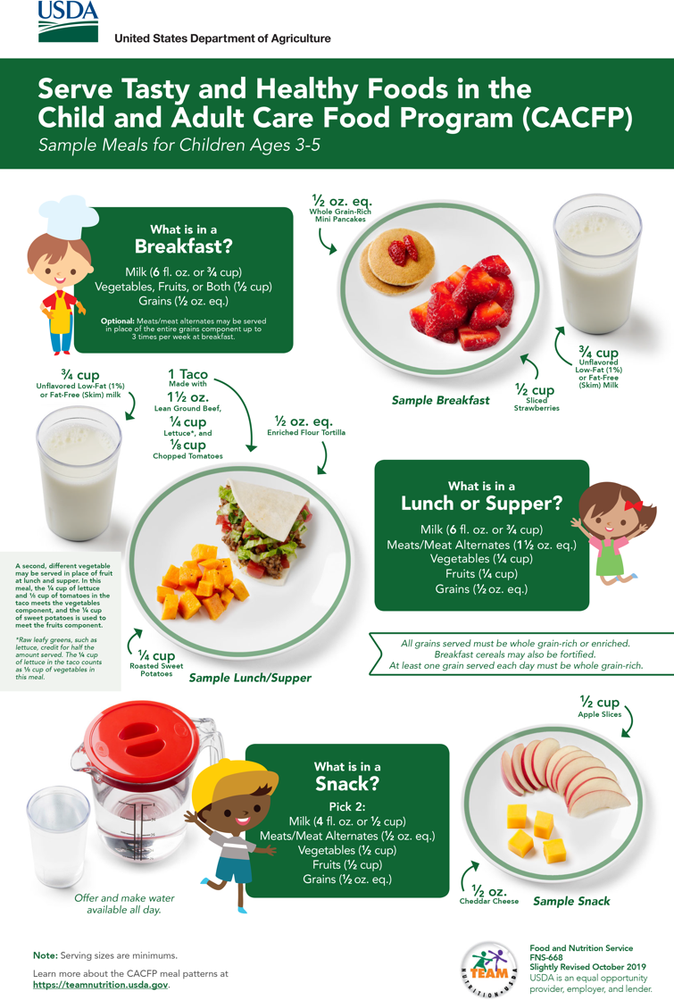 USDA
United States Department of Agriculture
Serve Tasty and Healthy Foods in the
Child and Adult Care Food Program (CACFP)
Sample Meals for Children Ages 3-5
What is in a
Breakfast?
Milk (6 fl. oz. or ¾ cup)
Vegetables, Fruits, or Both (½ cup)
Grains (½ oz. eq.)
Optional: Meats/meat alternates may be served
in place of the entire grains component up to
3 times per week at breakfast.
½ oz. eq.
Whole Grain-Rich
Mini Pancakes
¾ cup
Unflavored
Low-Fat (1%)
or Fat-Free
(Skim) Milk
½ cup
Sliced
Strawberries
Sample Breakfast
¾ cup
Unflavored Low-Fat (1%)
or Fat-Free (Skim) milk
1 Taco
Made with
1½ oz.
Lean Ground Beef,
¼ cup
Lettuce*, and
⅛ cup
Chopped Tomatoes
½ oz. eq.
Enriched Flour Tortilla
What is in a
Lunch or Supper?
Milk (6 fl. oz. or ¾ cup)
Meats/Meat Alternates (1½ oz. eq.)
Vegetables (¼ cup)
Fruits (¼ cup)
Grains (½ oz. eq.)
A second, different vegetable
may be served in place of fruit
at lunch and supper. In this
meal, the ¼ cup of lettuce
and ⅛ cup of tomatoes in the
taco meets the vegetables
component, and the ¼ cup
of sweet potatoes is used to
meet the fruits component.
*Raw leafy greens, such as
lettuce, credit for half the
amount served. The ¼ cup
of lettuce in the taco counts
as ⅛ cup of vegetables in
this meal.
¼ cup
Roasted Sweet
Potatoes
Sample Lunch/Supper
All grains served must be whole grain-rich or enriched.
Breakfast cereals may also be fortified.
At least one grain served each day must be whole grain-rich.
½ cup
Apple Slices
What is in a
Snack?
Pick 2:
Milk (4 fl. oz. or ½ cup)
Meats/Meat Alternates (½ oz. eq.)
Vegetables (½ cup)
Fruits (½ cup)
Grains (½ oz. eq.)
Offer and make water
available all day.
½ oz.
Cheddar Cheese
Sample Snack
Note: Serving sizes are minimums.
Learn more about the CACFP meal patterns at
https://teamnutrition.usda.gov.
TEAM
NUTRITION.USDA
Food and Nutrition Service
FNS-668
Slightly Revised October 2019
USDA is an equal opportunity
provider, employer, and lender.